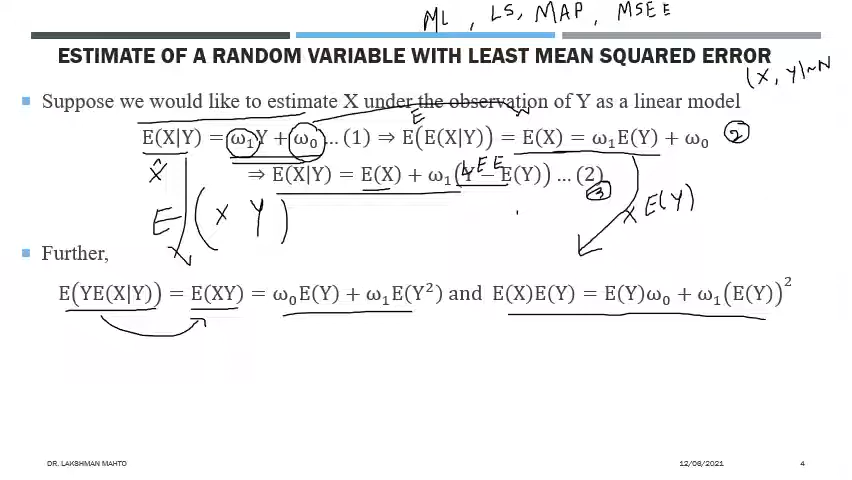 ML , LS, MAP, MSEE
ESTIMATE OF A RANDOM VARIABLE WITH LEAST MEAN SQUARED ERROR
(X, Y)~N
Suppose we would like to estimate X under the observation of Y as a linear model
E
E(X|Y) = ω₁Y + ω₀ … (1) ⇒ E(E(X|Y)) = E(X) = ω₁E(Y) + ω₀ ②
X̂
LEE
⇒ E(X|Y) = E(X) + ω₁(Y − E(Y)) … (2)
③
E(X Y)
X E(Y)
Further,
E(YE(X|Y)) = E(XY) = ω₀E(Y) + ω₁E(Y²) and E(X)E(Y) = E(Y)ω₀ + ω₁(E(Y))²
DR. LAKSHMAN MAHTO
12/08/2021
4